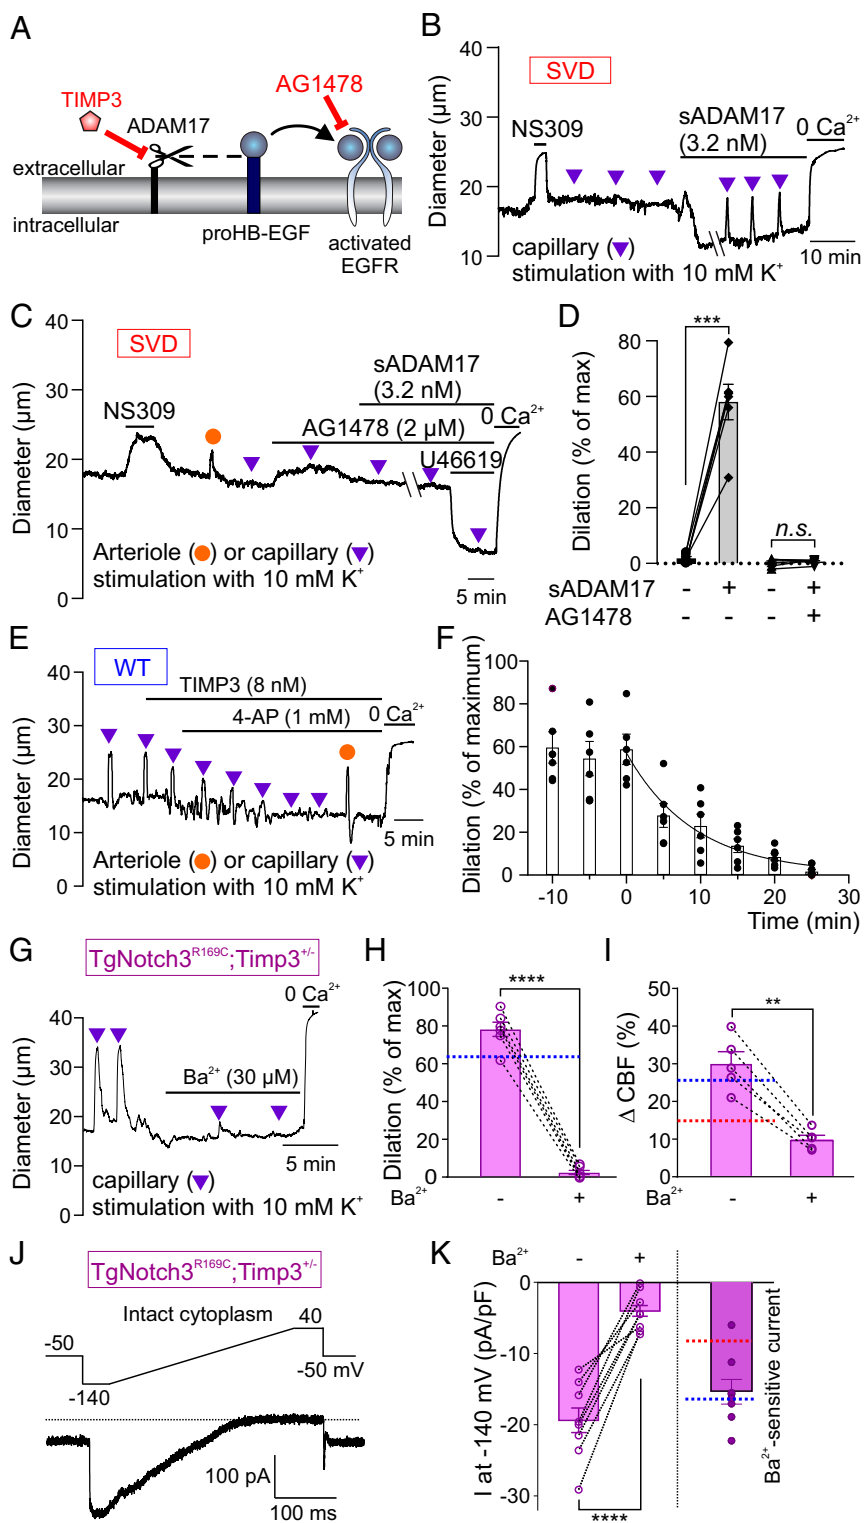 A
TIMP3
ADAM17
AG1478
extracellular
intracellular
proHB-EGF
activated
EGFR
B
Diameter (µm)
40
30
20
10
SVD
NS309
sADAM17
(3.2 nM)
0 Ca²⁺
capillary (▼)
stimulation with 10 mM K⁺
10 min
C
Diameter (µm)
40
30
20
10
0
SVD
NS309
sADAM17
(3.2 nM)
0 Ca²⁺
AG1478 (2 µM)
U46619
Arteriole (●) or capillary (▼)
stimulation with 10 mM K⁺
5 min
D
Dilation (% of max)
80
60
40
20
0
***
n.s.
sADAM17 - + - +
AG1478 - - - +
E
Diameter (µm)
40
30
20
10
0
WT
TIMP3 (8 nM)
4-AP (1 mM)
0 Ca²⁺
5 min
Arteriole (●) or capillary (▼)
stimulation with 10 mM K⁺
F
Dilation (% of maximum)
100
80
60
40
20
0
-10 0 10 20 30
Time (min)
G
TgNotch3ᴿ¹⁶⁹ᶜ;Timp3⁺ᐟ⁻
Diameter (µm)
40
30
20
10
0
0 Ca²⁺
Ba²⁺ (30 µM)
5 min
capillary (▼)
stimulation with 10 mM K⁺
H
Dilation (% of max)
100
80
60
40
20
0
****
Ba²⁺ - +
I
Δ CBF (%)
50
40
30
20
10
0
**
Ba²⁺ - +
J
TgNotch3ᴿ¹⁶⁹ᶜ;Timp3⁺ᐟ⁻
Intact cytoplasm
40
-50
-50 mV
-140
100 pA
100 ms
K
Ba²⁺ - +
I at -140 mV (pA/pF)
0
-10
-20
-30
****
Ba²⁺-sensitive current